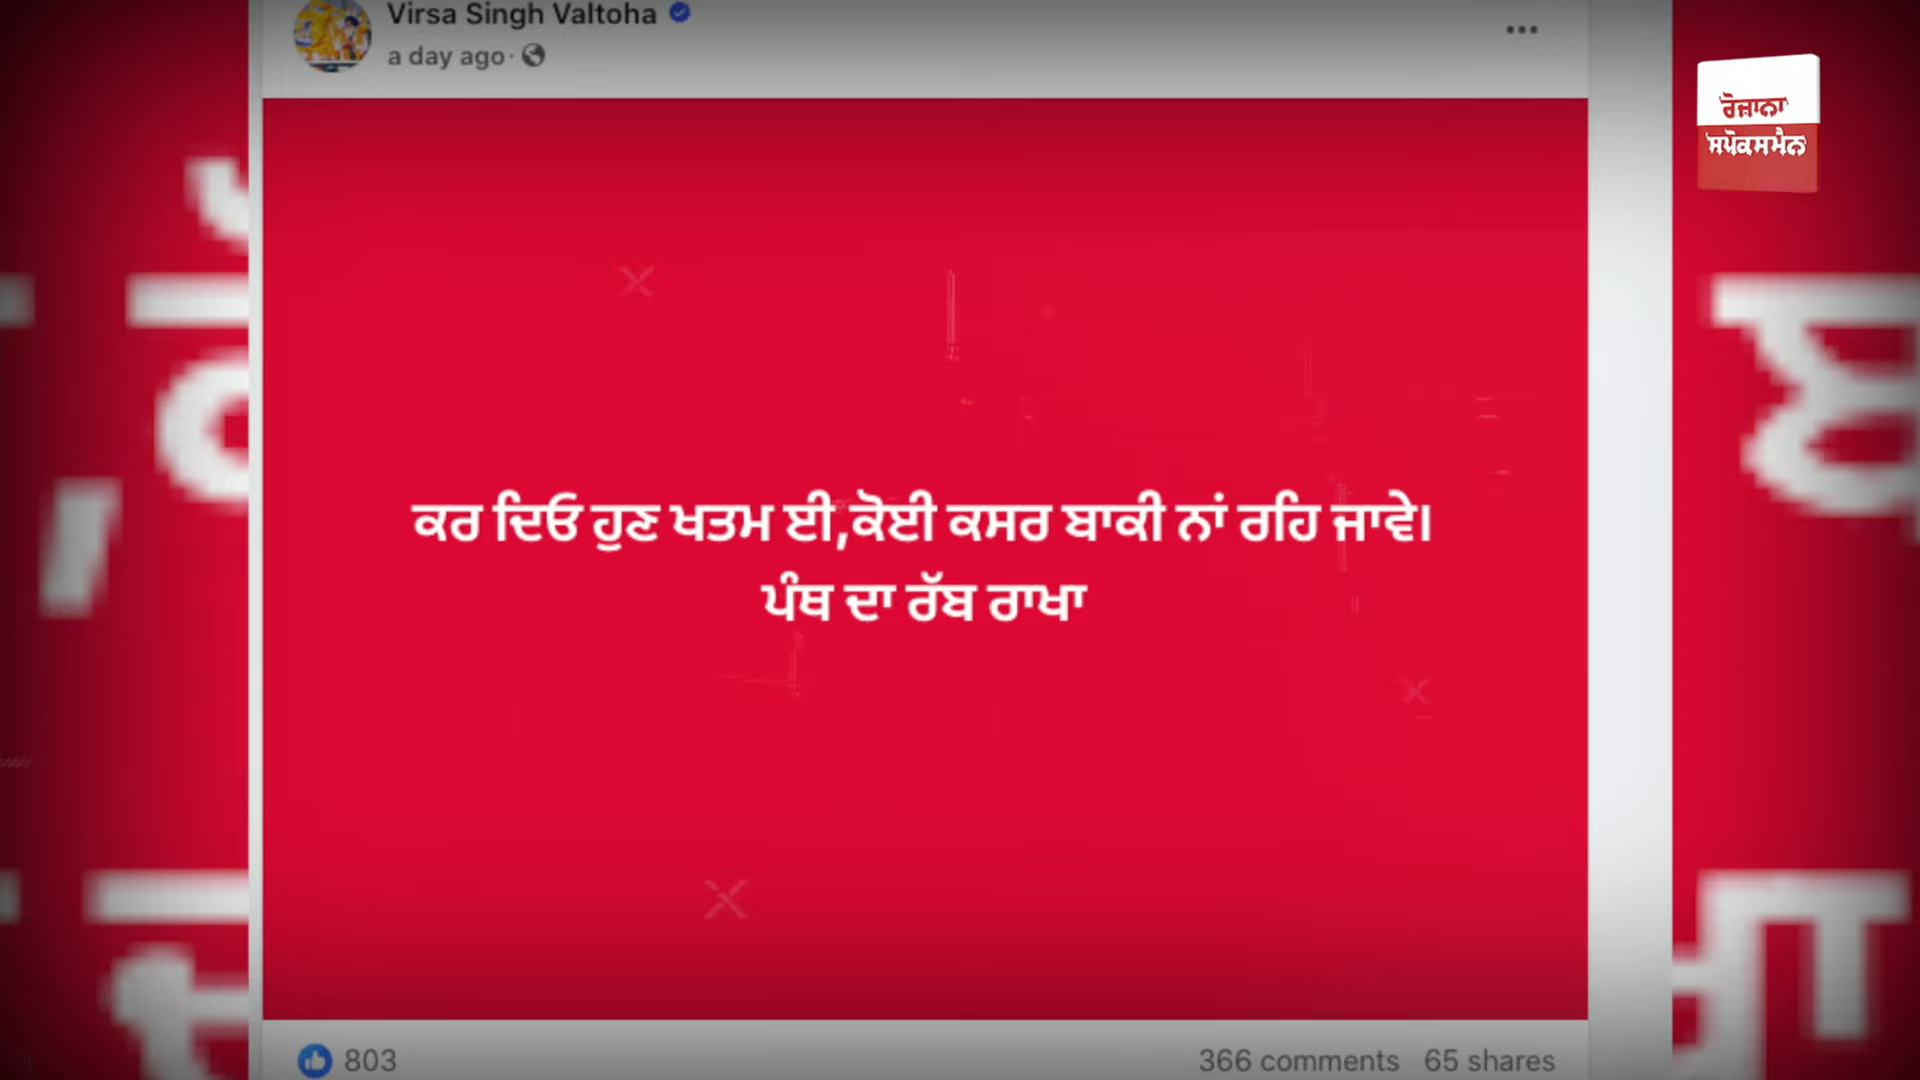 Virsa Singh Valtoha
a day ago ·
ਰੋਜ਼ਾਨਾ
ਸਪੋਕਸਮੈਨ
ਕਰ ਦਿਓ ਹੁਣ ਖਤਮ ਈ,ਕੋਈ ਕਸਰ ਬਾਕੀ ਨਾਂ ਰਹਿ ਜਾਵੇ।
ਪੰਥ ਦਾ ਰੱਬ ਰਾਖਾ
803
366 comments 65 shares